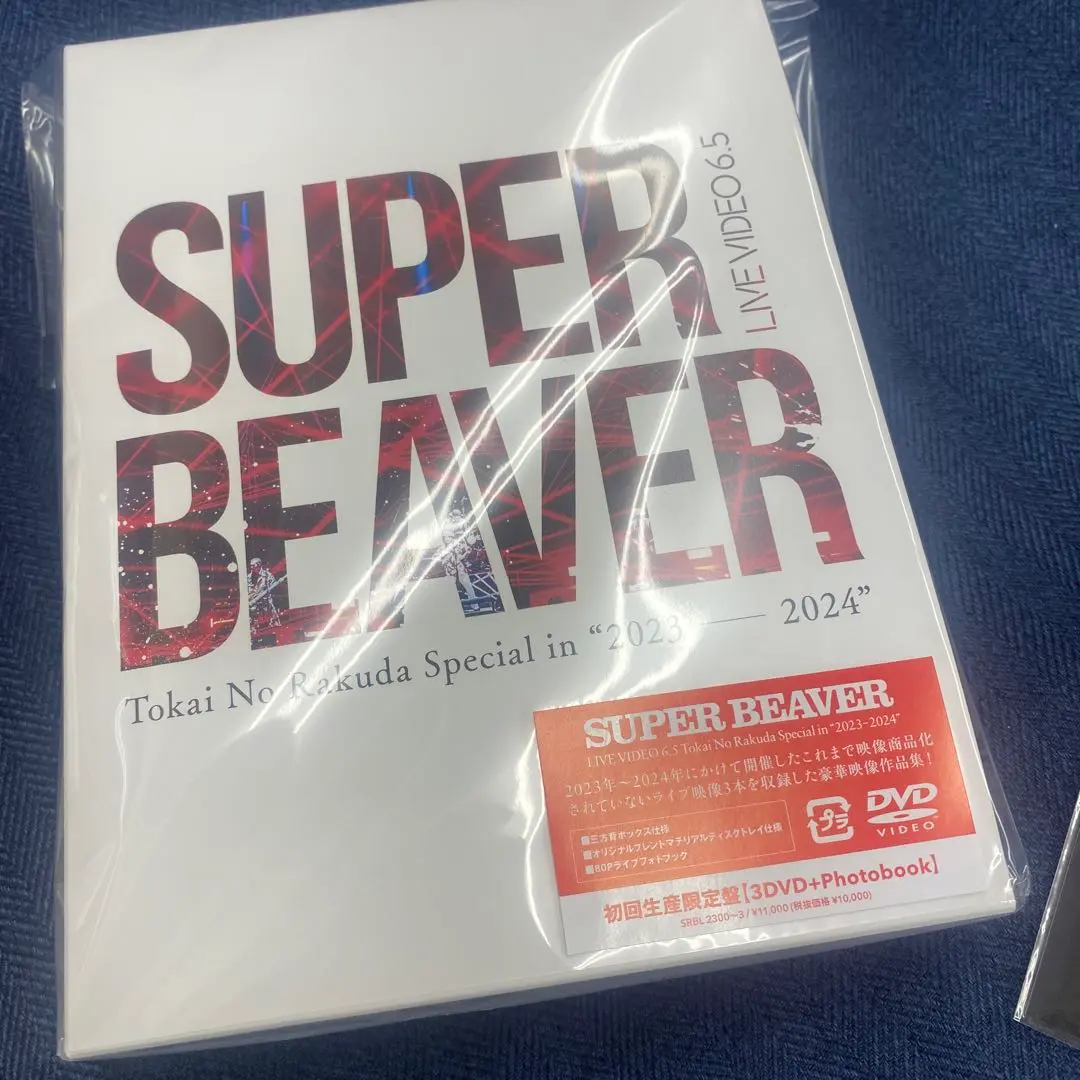 SUPER
BEAVER
LIVE VIDEO 6.5
Tokai No Rakuda Special in “2023 —— 2024”
SUPER BEAVER
LIVE VIDEO 6.5 Tokai No Rakuda Special in “2023-2024”
2023年～2024年にかけて開催したこれまで映像商品化
されていないライブ映像3本を収録した豪華映像作品集！
■三方背ボックス仕様
■オリジナルフレントマテリアルディスクトレイ仕様
■80Pライブフォトブック
プラ
DVD
VIDEO
初回生産限定盤【3DVD+Photobook】
SRBL 2300～3 / ¥11,000 (税抜価格 ¥10,000)